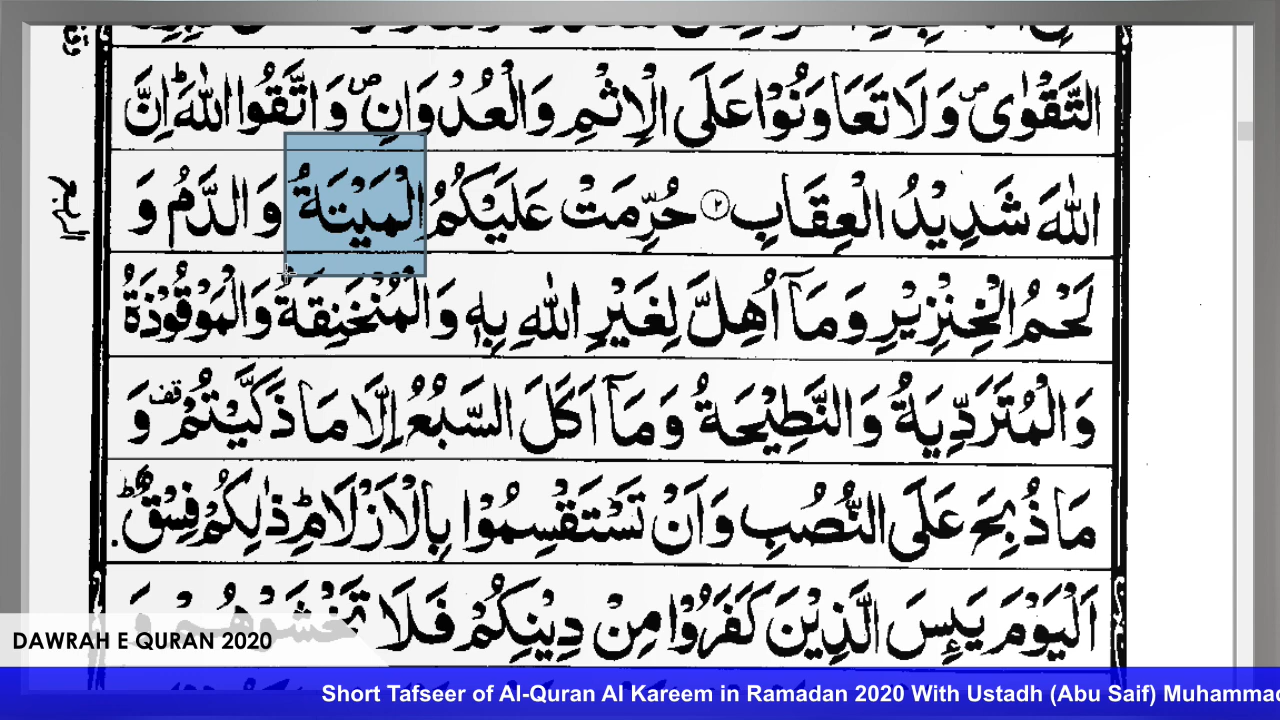 التَّقْوٰى ۪ وَ لَا تَعَاوَنُوْا عَلَى الْاِثْمِ وَالْعُدْوَانِ ۪ وَ اتَّقُوا اللّٰهَ ؕ اِنَّ
اللّٰهَ شَدِيْدُ الْعِقَابِ ۝۲ حُرِّمَتْ عَلَيْكُمُ الْمَيْتَةُ وَ الدَّمُ وَ
لَحْمُ الْخِنْزِيْرِ وَ مَاۤ اُهِلَّ لِغَيْرِ اللّٰهِ بِهٖ وَ الْمُنْخَنِقَةُ وَ الْمَوْقُوْذَةُ
وَ الْمُتَرَدِّيَةُ وَ النَّطِيْحَةُ وَ مَاۤ اَكَلَ السَّبُعُ اِلَّا مَا ذَكَّيْتُمْ قف وَ
مَا ذُبِحَ عَلَى النُّصُبِ وَ اَنْ تَسْتَقْسِمُوْا بِالْاَزْلَامِ ؕ ذٰلِكُمْ فِسْقٌ ؕ
اَلْيَوْمَ يَىِٕسَ الَّذِيْنَ كَفَرُوْا مِنْ دِيْنِكُمْ فَلَا تَخْشَوْهُمْ وَ
DAWRAH E QURAN 2020
Short Tafseer of Al-Quran Al Kareem in Ramadan 2020 With Ustadh (Abu Saif) Muhammad